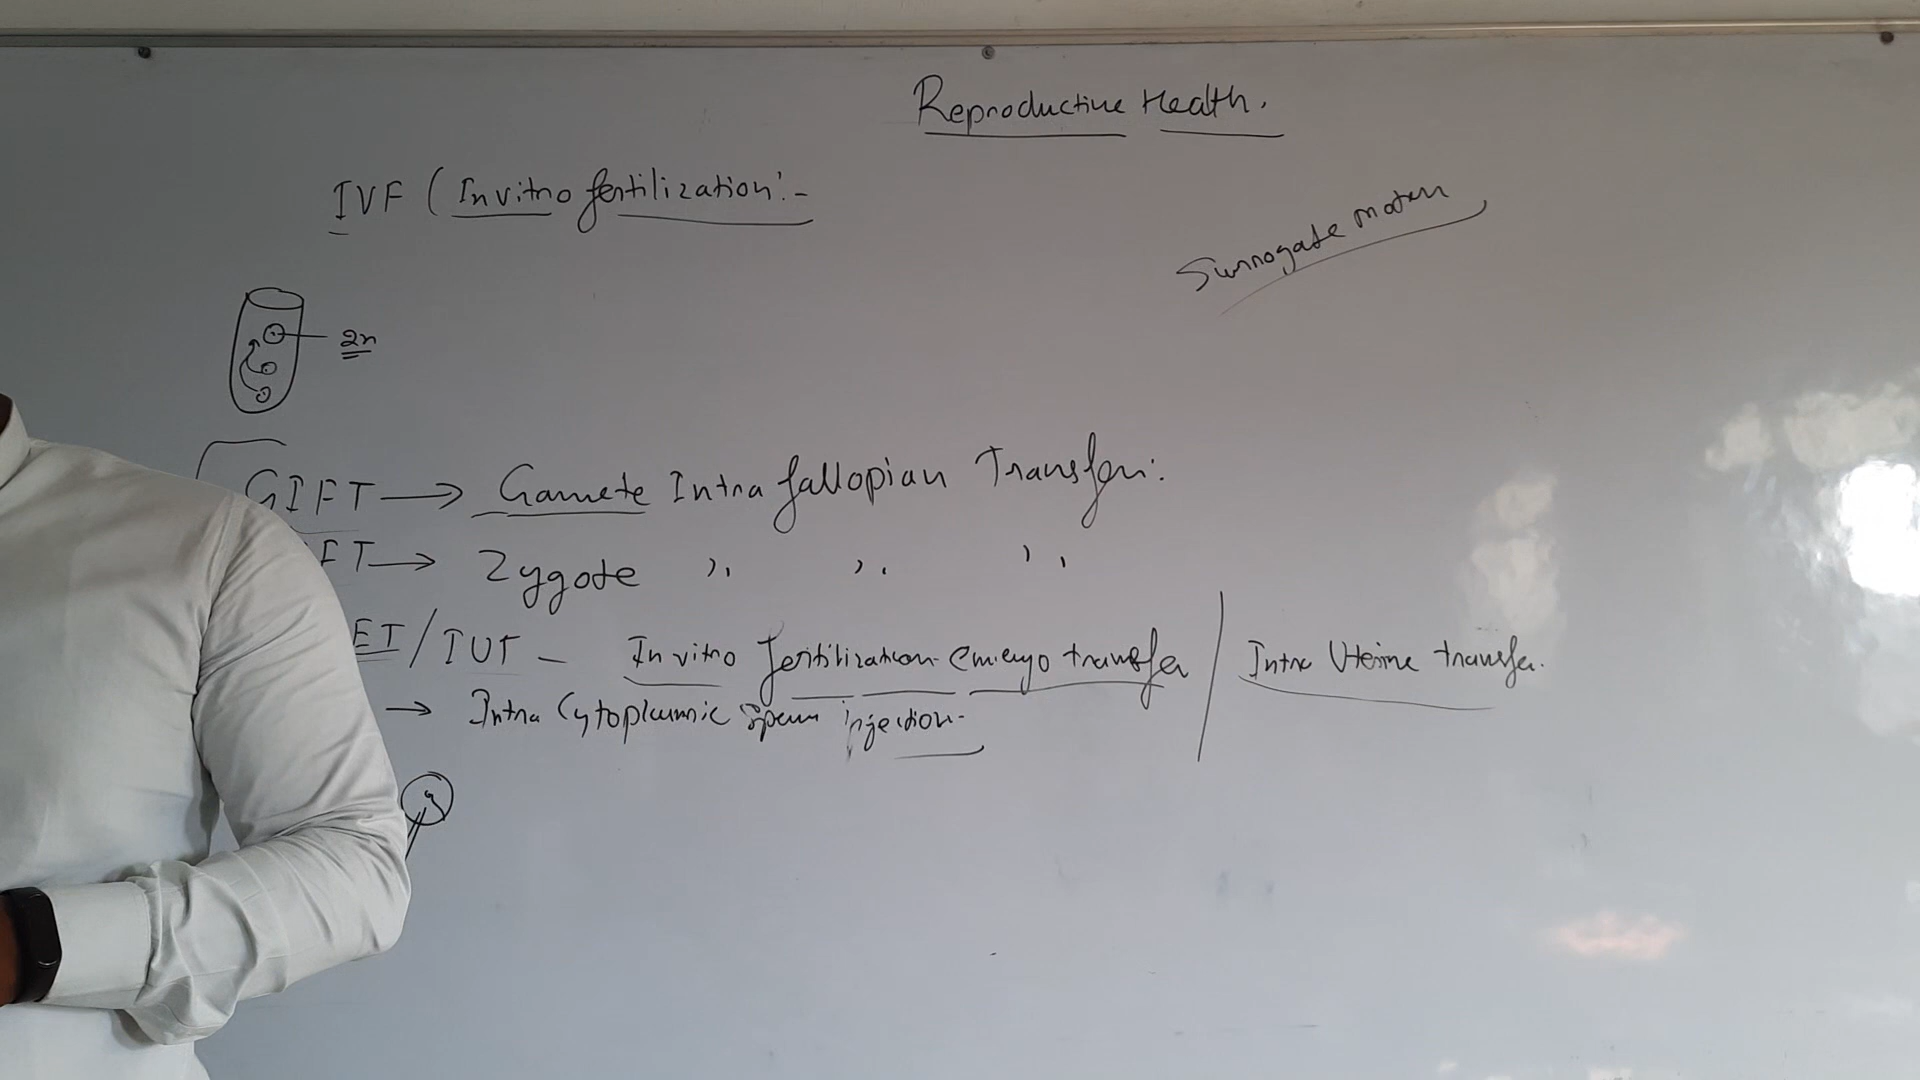 Reproductive Health.
IVF (Invitro fertilization:-
Surrogate
2n
GIFT → Gamete Intra fallopian Transfer:
FT → Zygote ,, ,, ,,
ET/IUT - In vitro fertilization embryo transfer / Intra Uterine transfer.
→ Intra Cytoplasmic Sperm injection-